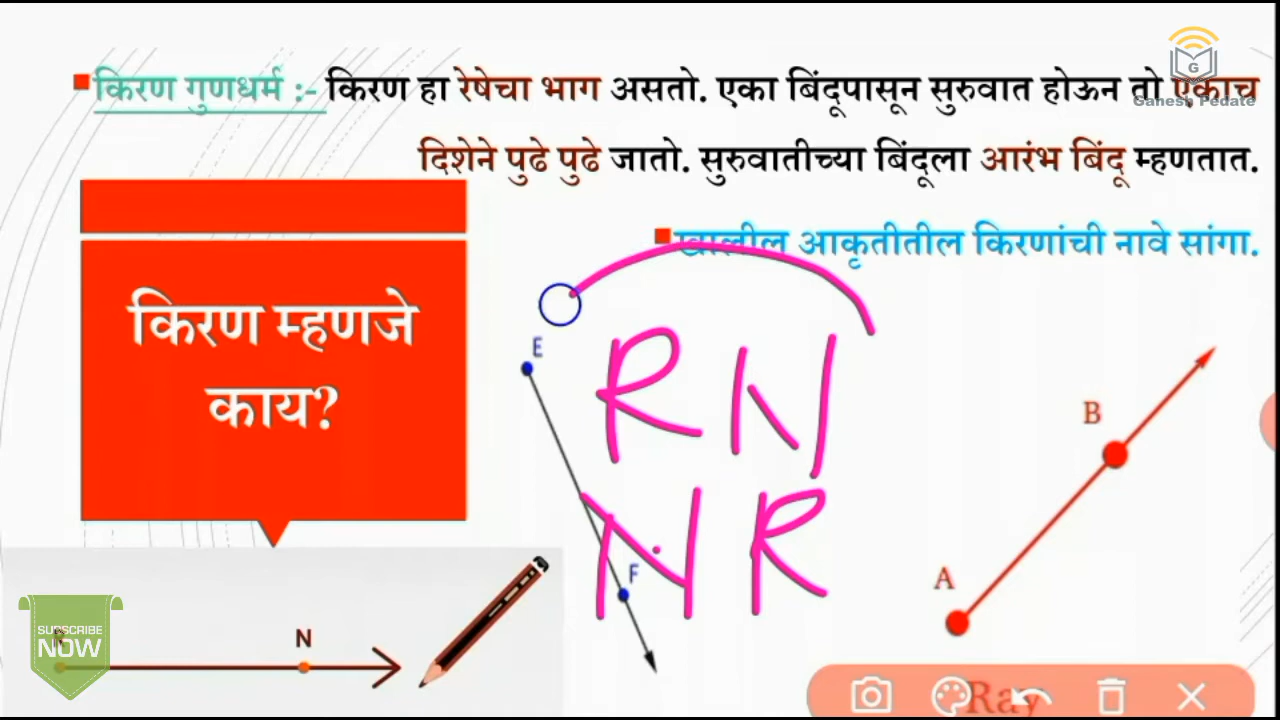 किरण गुणधर्म :- किरण हा रेषेचा भाग असतो. एका बिंदूपासून सुरुवात होऊन तो एकाच
दिशेने पुढे पुढे जातो. सुरुवातीच्या बिंदूला आरंभ बिंदू म्हणतात.
G
Ganesh Pedate
खालील आकृतीतील किरणांची नावे सांगा.
किरण म्हणजे
काय?
E
RN
B
NR
F
A
SUBSCRIBE
NOW
N
Ray